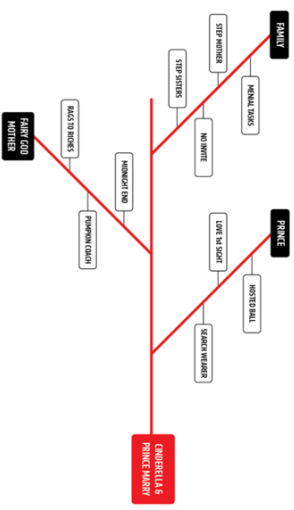 FAMILY
STEP MOTHER
MENIAL TASKS
STEP SISTERS
NO INVITE
PRINCE
LOVE 1st SIGHT
HOSTED BALL
SEARCH WEARER
FAIRY GOD
MOTHER
RAGS TO RICHES
PUMPKIN COACH
MIDNIGHT END
CINDERELLA &
PRINCE MARRY